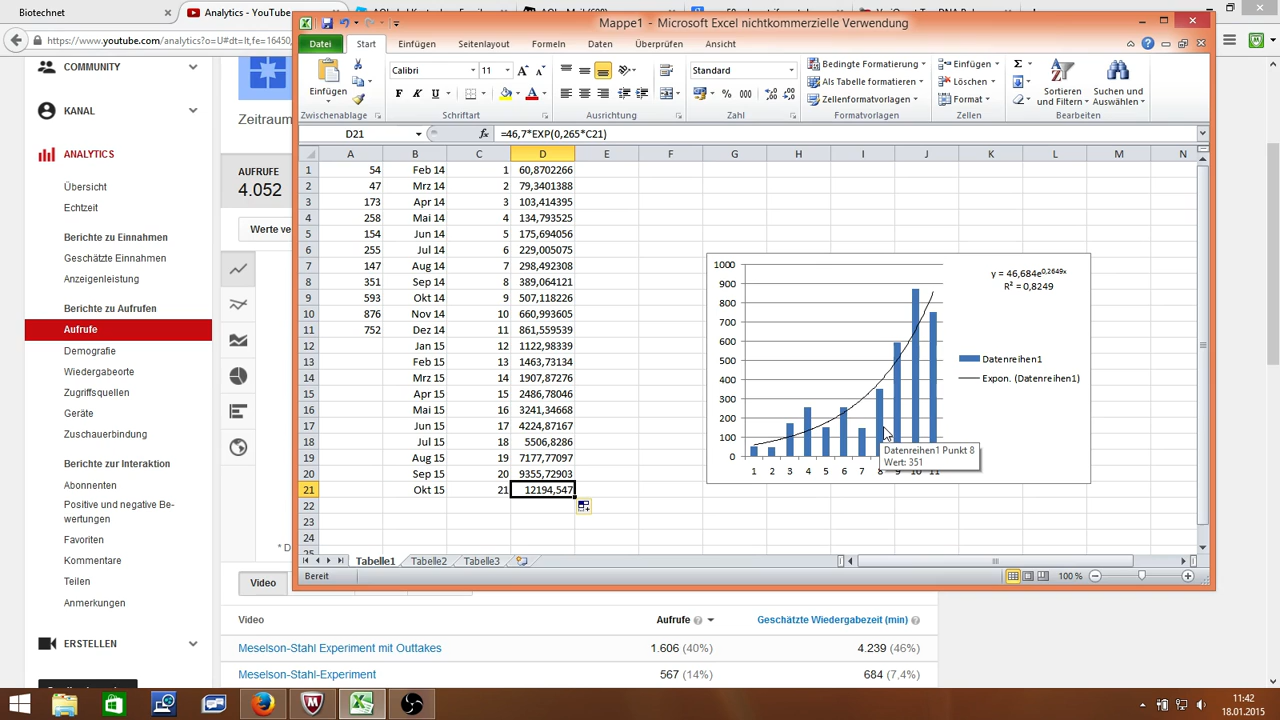 Biotechnet
Analytics - YouTube
https://www.youtube.com/analytics?o=U#dt=lt,fe=16450,
COMMUNITY
KANAL
ANALYTICS
Übersicht
Echtzeit
Berichte zu Einnahmen
Geschätzte Einnahmen
Anzeigenleistung
Berichte zu Aufrufen
Aufrufe
Demografie
Wiedergabeorte
Zugriffsquellen
Geräte
Zuschauerbindung
Berichte zur Interaktion
Abonnenten
Positive und negative Be-
wertungen
Favoriten
Kommentare
Teilen
Anmerkungen
ERSTELLEN
Zeitraum
AUFRUFE
4.052
Werte ve
Mappe1 - Microsoft Excel nichtkommerzielle Verwendung
Datei Start Einfügen Seitenlayout Formeln Daten Überprüfen Ansicht
Einfügen
Zwischenablage
Calibri 11
F K U
Schriftart
Ausrichtung
Standard
% 000
Zahl
Bedingte Formatierung
Als Tabelle formatieren
Zellenformatvorlagen
Formatvorlagen
Einfügen
Löschen
Format
Zellen
Sortieren
und Filtern
Suchen und
Auswählen
Bearbeiten
D21 fx =46,7*EXP(0,265*C21)
A B C D E F G H I J K L M N
1 54 Feb 14 1 60,8702266
2 47 Mrz 14 2 79,3401388
3 173 Apr 14 3 103,414395
4 258 Mai 14 4 134,793525
5 154 Jun 14 5 175,694056
6 255 Jul 14 6 229,005075
7 147 Aug 14 7 298,492308
8 351 Sep 14 8 389,064121
9 593 Okt 14 9 507,118226
10 876 Nov 14 10 660,993605
11 752 Dez 14 11 861,559539
12 Jan 15 12 1122,98339
13 Feb 15 13 1463,73134
14 Mrz 15 14 1907,87276
15 Apr 15 15 2486,78046
16 Mai 15 16 3241,34668
17 Jun 15 17 4224,87167
18 Jul 15 18 5506,8286
19 Aug 15 19 7177,77097
20 Sep 15 20 9355,72903
21 Okt 15 21 12194,547
22
23
24
25
1000
900
800
700
600
500
400
300
200
100
0
1 2 3 4 5 6 7 8 9 10 11
y = 46,684e^0,2649x
R² = 0,8249
Datenreihen1
Expon. (Datenreihen1)
Datenreihen1 Punkt 8
Wert: 351
Tabelle1 Tabelle2 Tabelle3
Bereit 100 %
Video
Video Aufrufe Geschätzte Wiedergabezeit (min)
Meselson-Stahl Experiment mit Outtakes 1.606 (40%) 4.239 (46%)
Meselson-Stahl-Experiment 567 (14%) 684 (7,4%)
11:42
18.01.2015